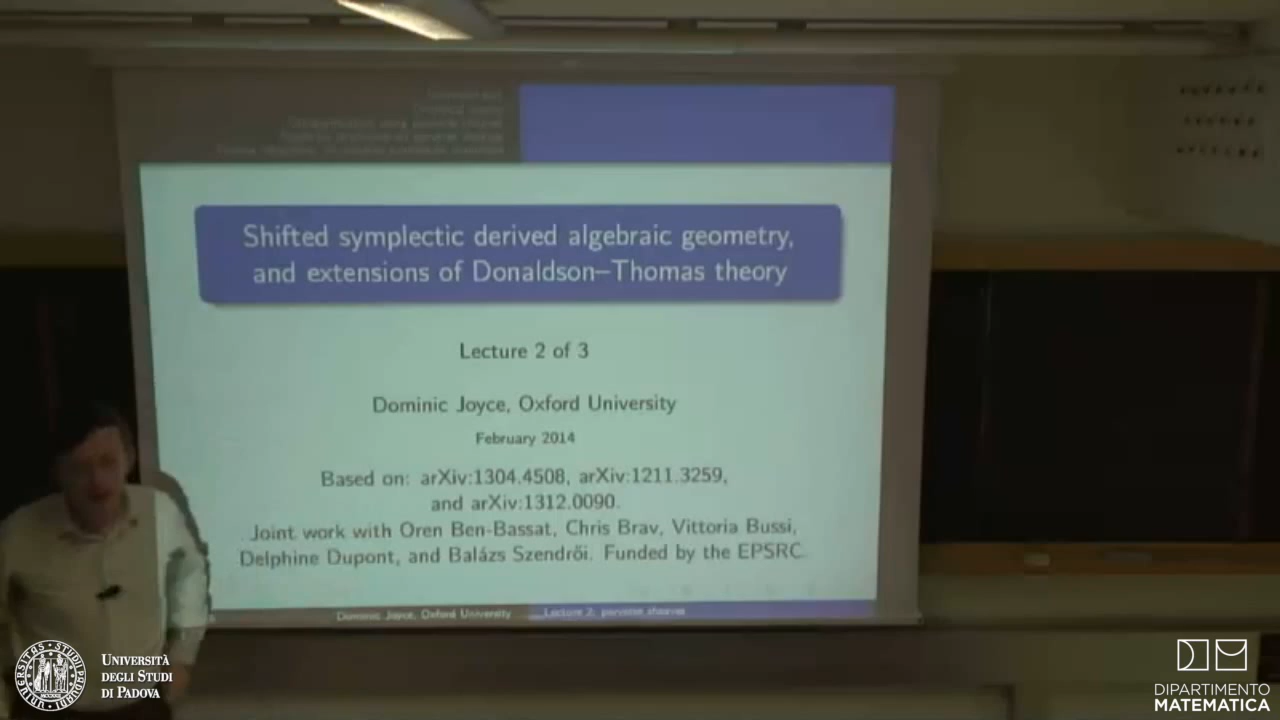 Shifted symplectic derived algebraic geometry,
and extensions of Donaldson–Thomas theory
Lecture 2 of 3
Dominic Joyce, Oxford University
February 2014
Based on: arXiv:1304.4508, arXiv:1211.3259,
and arXiv:1312.0090.
Joint work with Oren Ben-Bassat, Chris Brav, Vittoria Bussi,
Delphine Dupont, and Balázs Szendrői. Funded by the EPSRC.
Dominic Joyce, Oxford University
Lecture 2: perverse sheaves
UNIVERSITÀ
DEGLI STUDI
DI PADOVA
DIPARTIMENTO
MATEMATICA